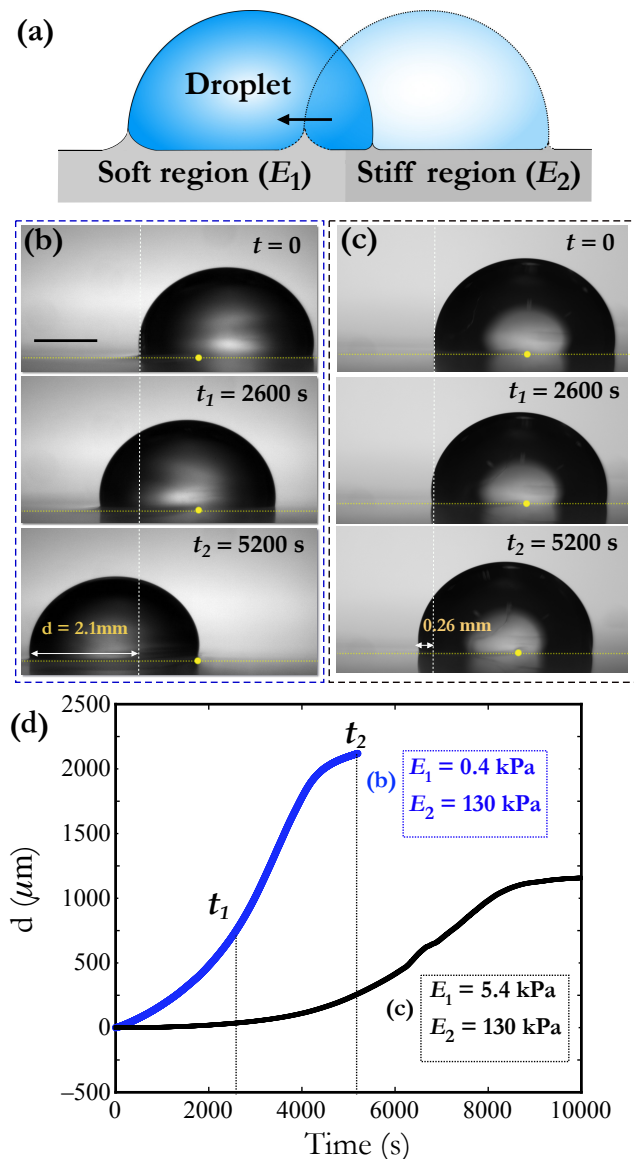 (a)
Droplet
Soft region (E₁)
Stiff region (E₂)
(b)
t = 0
t₁ = 2600 s
t₂ = 5200 s
d = 2.1mm
(c)
t = 0
t₁ = 2600 s
t₂ = 5200 s
0.26 mm
(d)
2500
2000
1500
1000
500
0
−500
d (μm)
t₁
t₂
(b)
E₁ = 0.4 kPa
E₂ = 130 kPa
(c)
E₁ = 5.4 kPa
E₂ = 130 kPa
0
2000
4000
6000
8000
10000
Time (s)